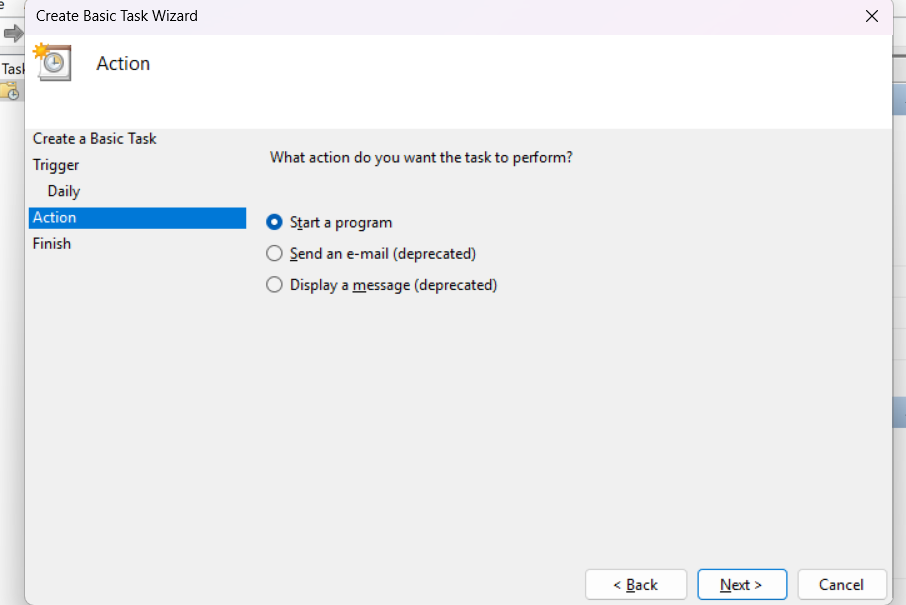 Create Basic Task Wizard
Action
Create a Basic Task
Trigger
Daily
Action
Finish
What action do you want the task to perform?
Start a program
Send an e-mail (deprecated)
Display a message (deprecated)
< Back
Next >
Cancel